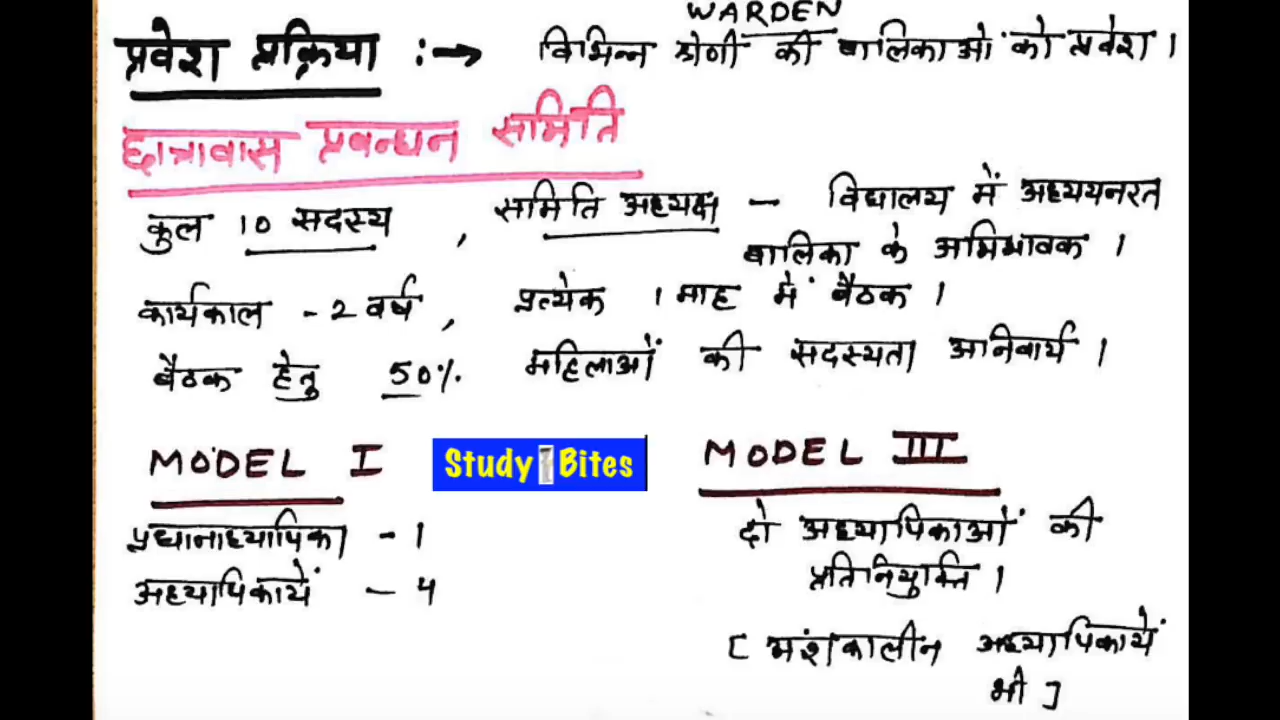 WARDEN
प्रवेश प्रक्रिया :→ विभिन्न श्रेणी की बालिकाओं को प्रवेश।
छात्रावास प्रबन्धन समिति
कुल 10 सदस्य , समिति अध्यक्ष - विद्यालय में अध्ययनरत
बालिका के अभिभावक।
कार्यकाल - 2 वर्ष , प्रत्येक 1 माह में बैठक।
बैठक हेतु 50% महिलाओं की सदस्यता अनिवार्य।
MODEL I
Study Bites
MODEL III
प्रधानाध्यापिका - 1
अध्यापिकायें - 4
दो अध्यापिकाओं की
प्रतिनियुक्ति।
[ अंशकालीन अध्यापिकायें
भी ]